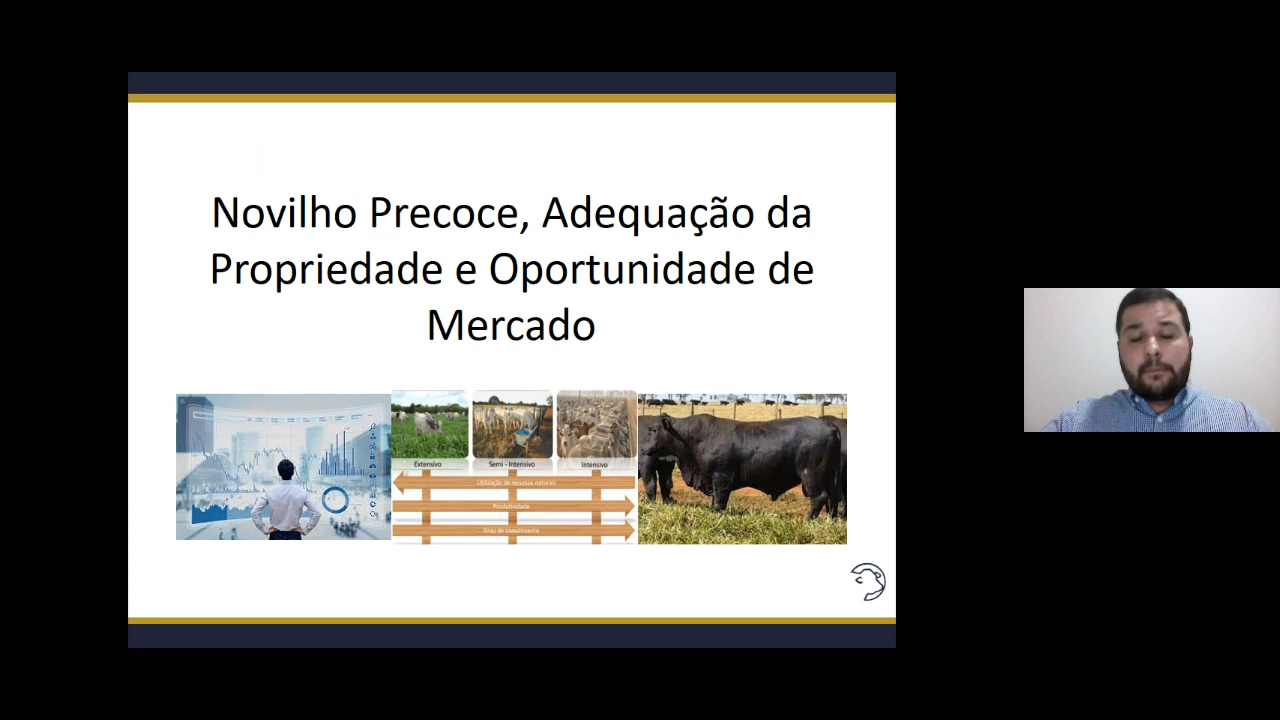 Novilho Precoce, Adequação da
Propriedade e Oportunidade de
Mercado
Extensivo Semi - Intensivo Intensivo
Utilização de recursos naturais
Produtividade
Grau de investimento